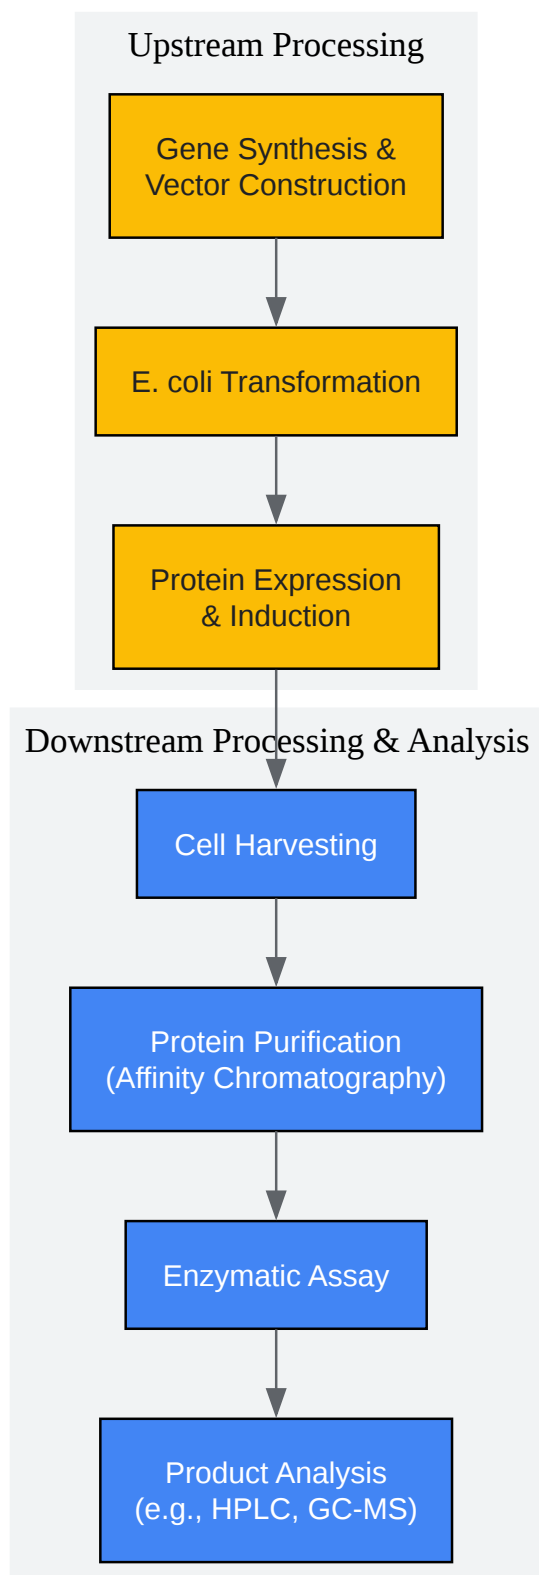 Upstream Processing
Gene Synthesis &
Vector Construction
E. coli Transformation
Protein Expression
& Induction
Downstream Processing & Analysis
Cell Harvesting
Protein Purification
(Affinity Chromatography)
Enzymatic Assay
Product Analysis
(e.g., HPLC, GC-MS)